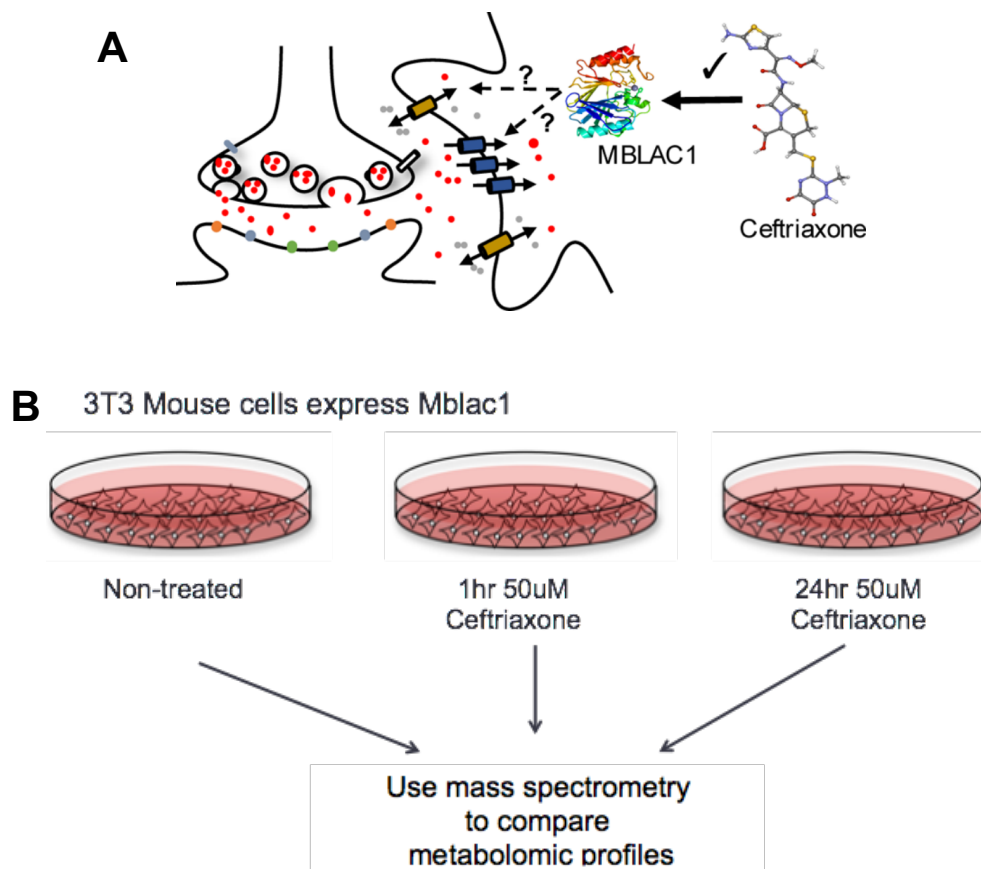 A
?
?
MBLAC1
Ceftriaxone
B 3T3 Mouse cells express Mblac1
Non-treated
1hr 50uM
Ceftriaxone
24hr 50uM
Ceftriaxone
Use mass spectrometry
to compare
metabolomic profiles